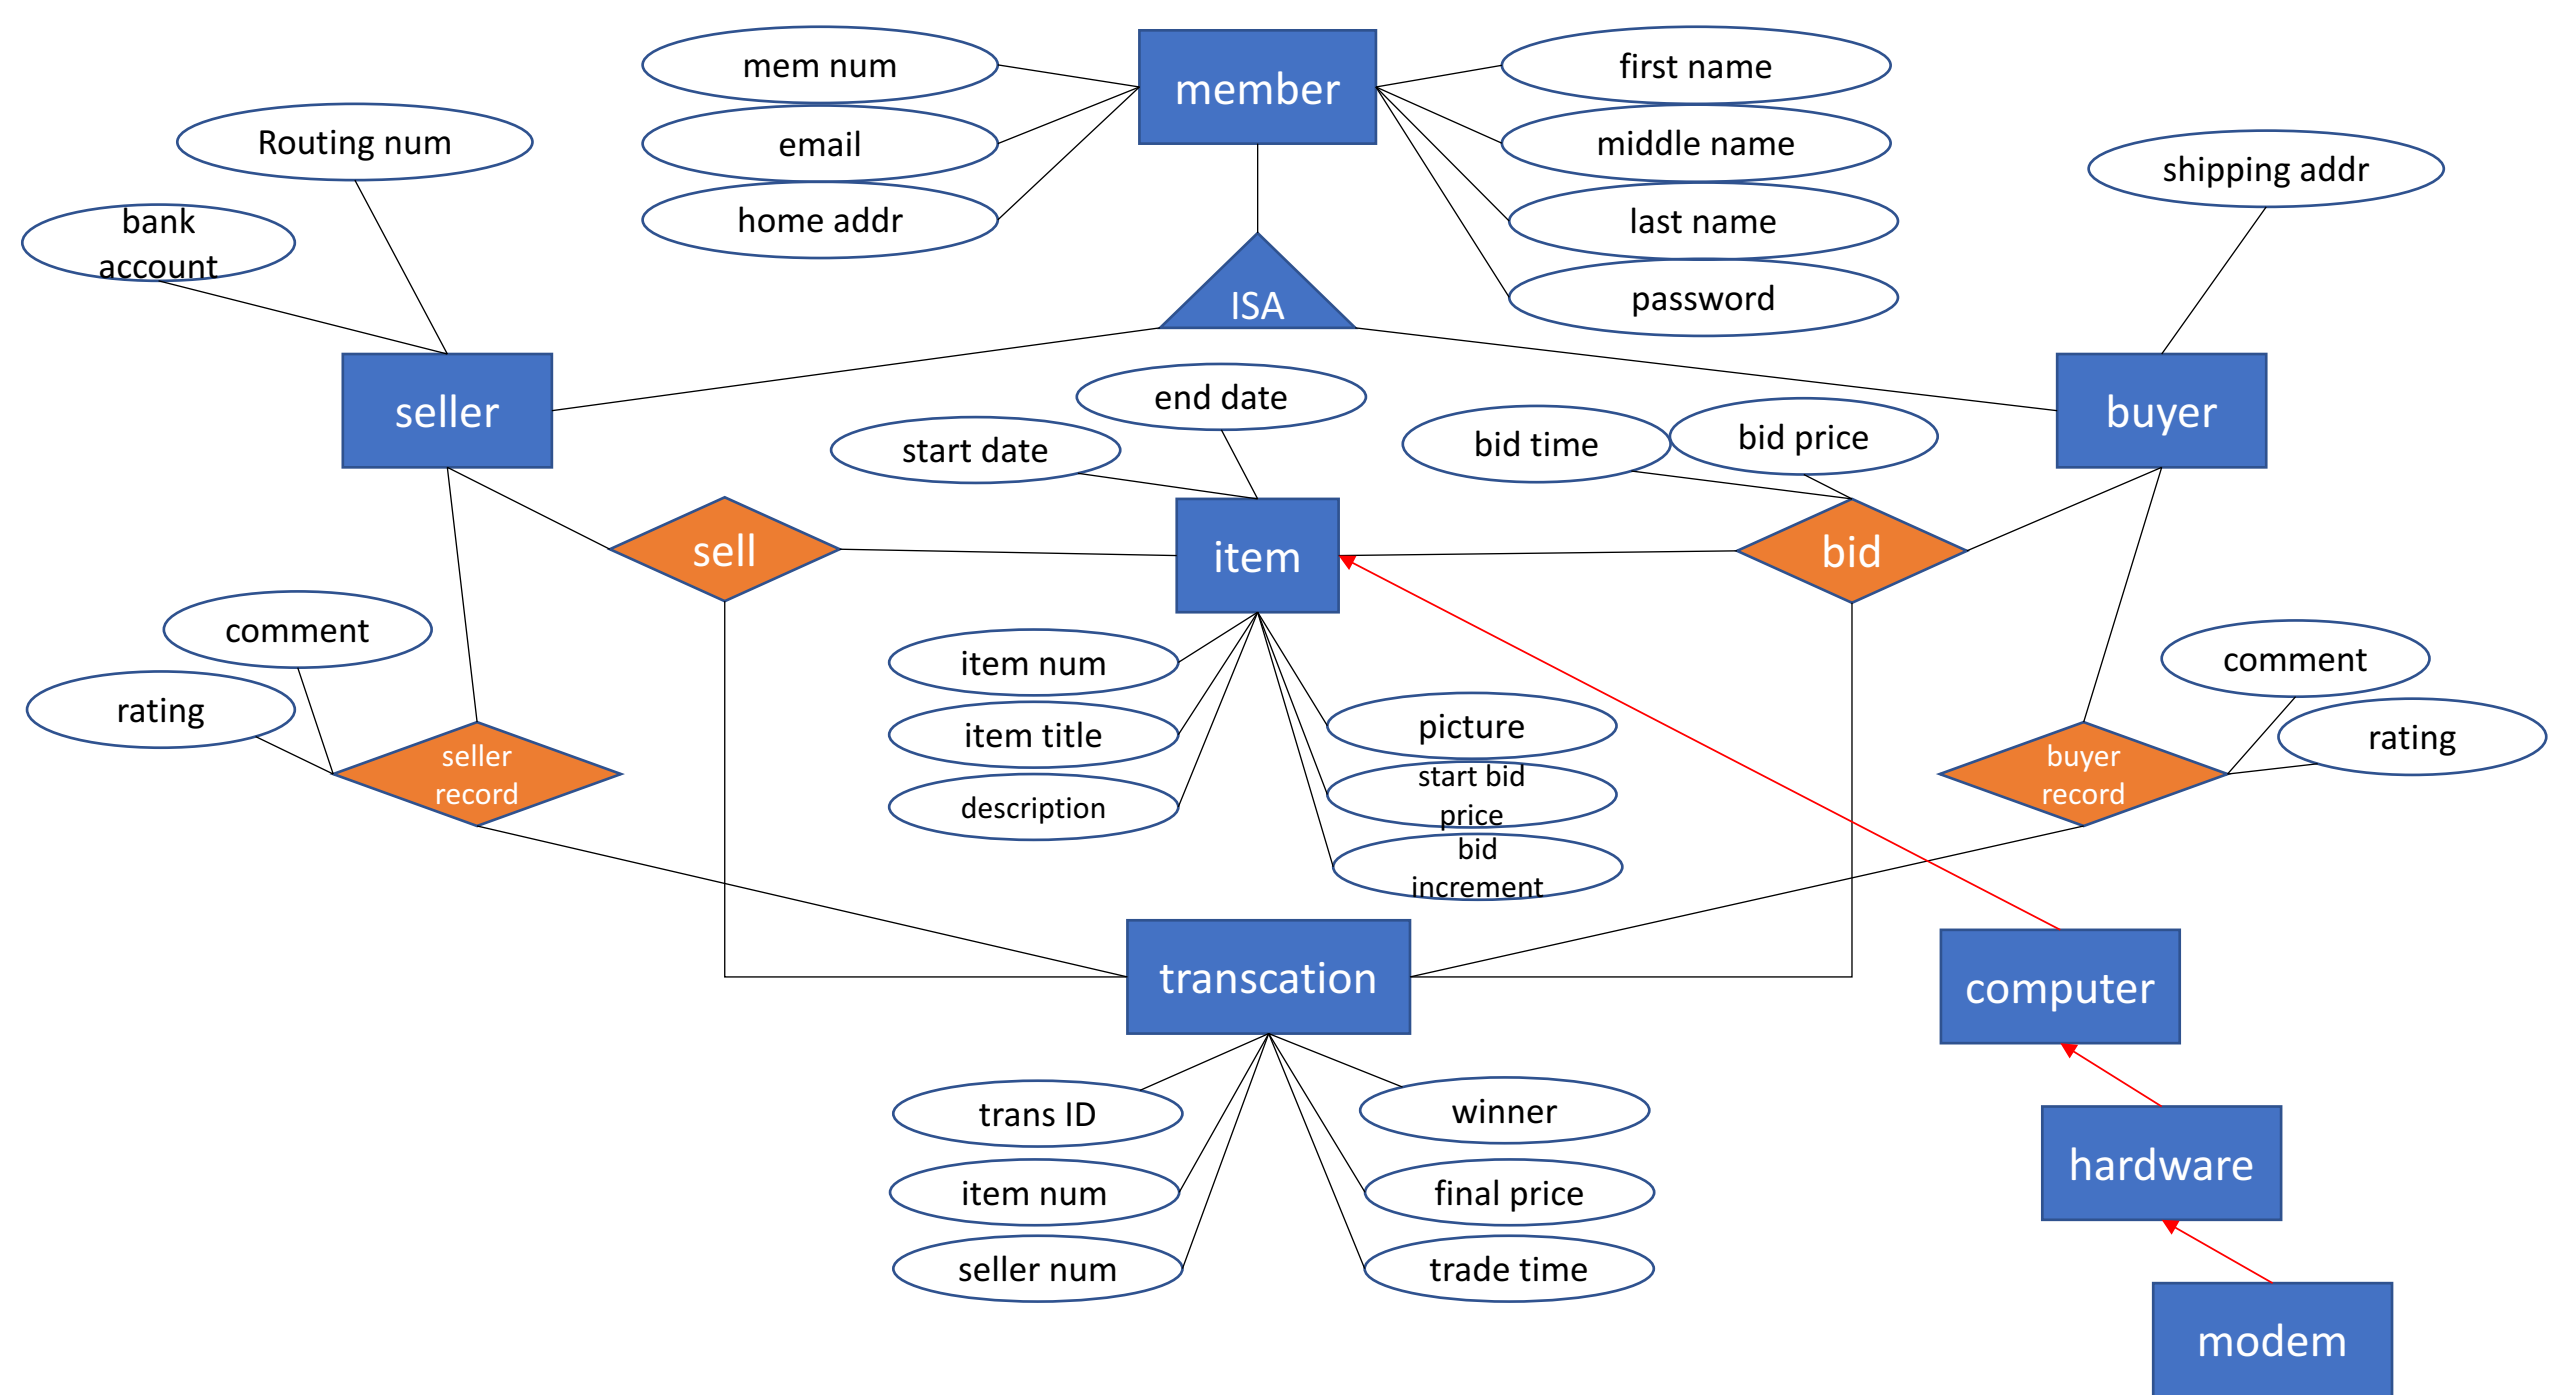 mem num
member
first name
email
middle name
home addr
last name
password
Routing num
bank
account
shipping addr
ISA
seller
buyer
end date
start date
bid time
bid price
sell
item
bid
comment
rating
seller
record
item num
item title
description
picture
start bid
price
bid
increment
comment
rating
buyer
record
transcation
computer
trans ID
winner
item num
final price
seller num
trade time
hardware
modem